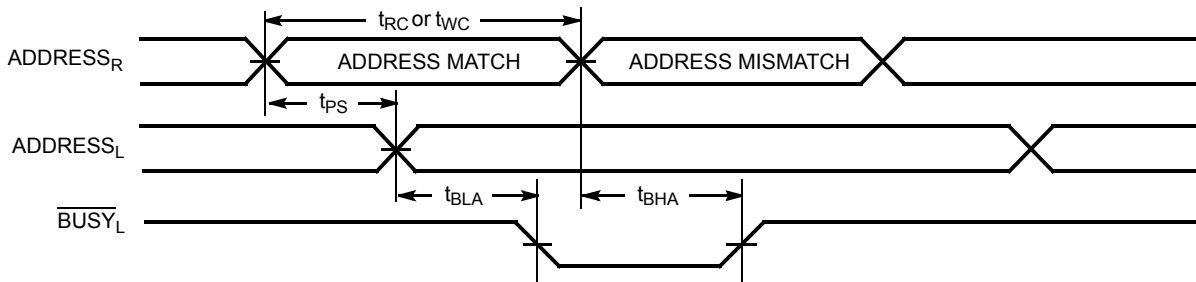 tRC or tWC
ADDRESSR
ADDRESS MATCH
ADDRESS MISMATCH
tPS
ADDRESSL
tBLA
tBHA
BUSYL